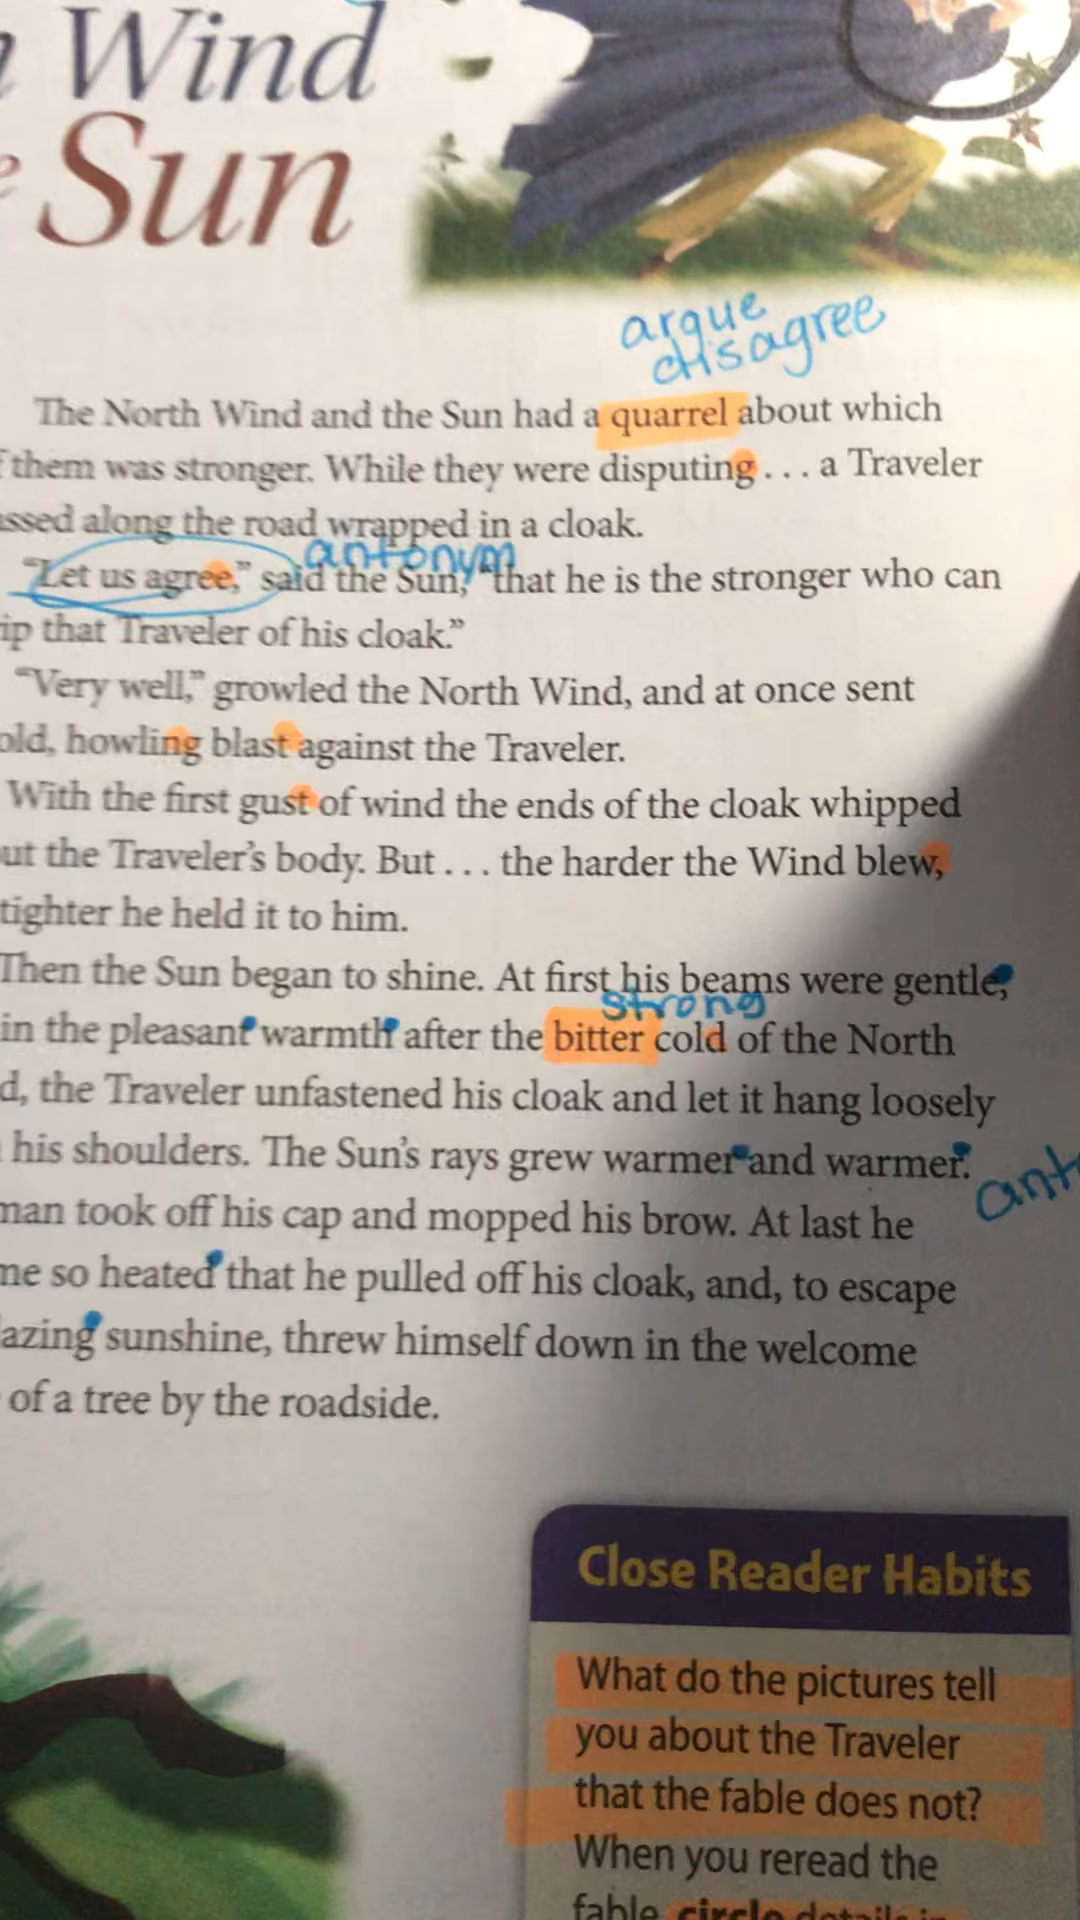 Wind
Sun
argue
disagree
The North Wind and the Sun had a quarrel about which
them was stronger. While they were disputing . . . a Traveler
along the road wrapped in a cloak.
antonym
"Let us agree," said the Sun, "that he is the stronger who can
that Traveler of his cloak."
"Very well," growled the North Wind, and at once sent
howling blast against the Traveler.
With the first gust of wind the ends of the cloak whipped
the Traveler's body. But . . . the harder the Wind blew,
tighter he held it to him.
Then the Sun began to shine. At first his beams were gentle,
strong
in the pleasant warmth after the bitter cold of the North
the Traveler unfastened his cloak and let it hang loosely
his shoulders. The Sun's rays grew warmer and warmer.
anto
took off his cap and mopped his brow. At last he
so heated that he pulled off his cloak, and, to escape
sunshine, threw himself down in the welcome
of a tree by the roadside.
Close Reader Habits
What do the pictures tell
you about the Traveler
that the fable does not?
When you reread the
fable, circle details in